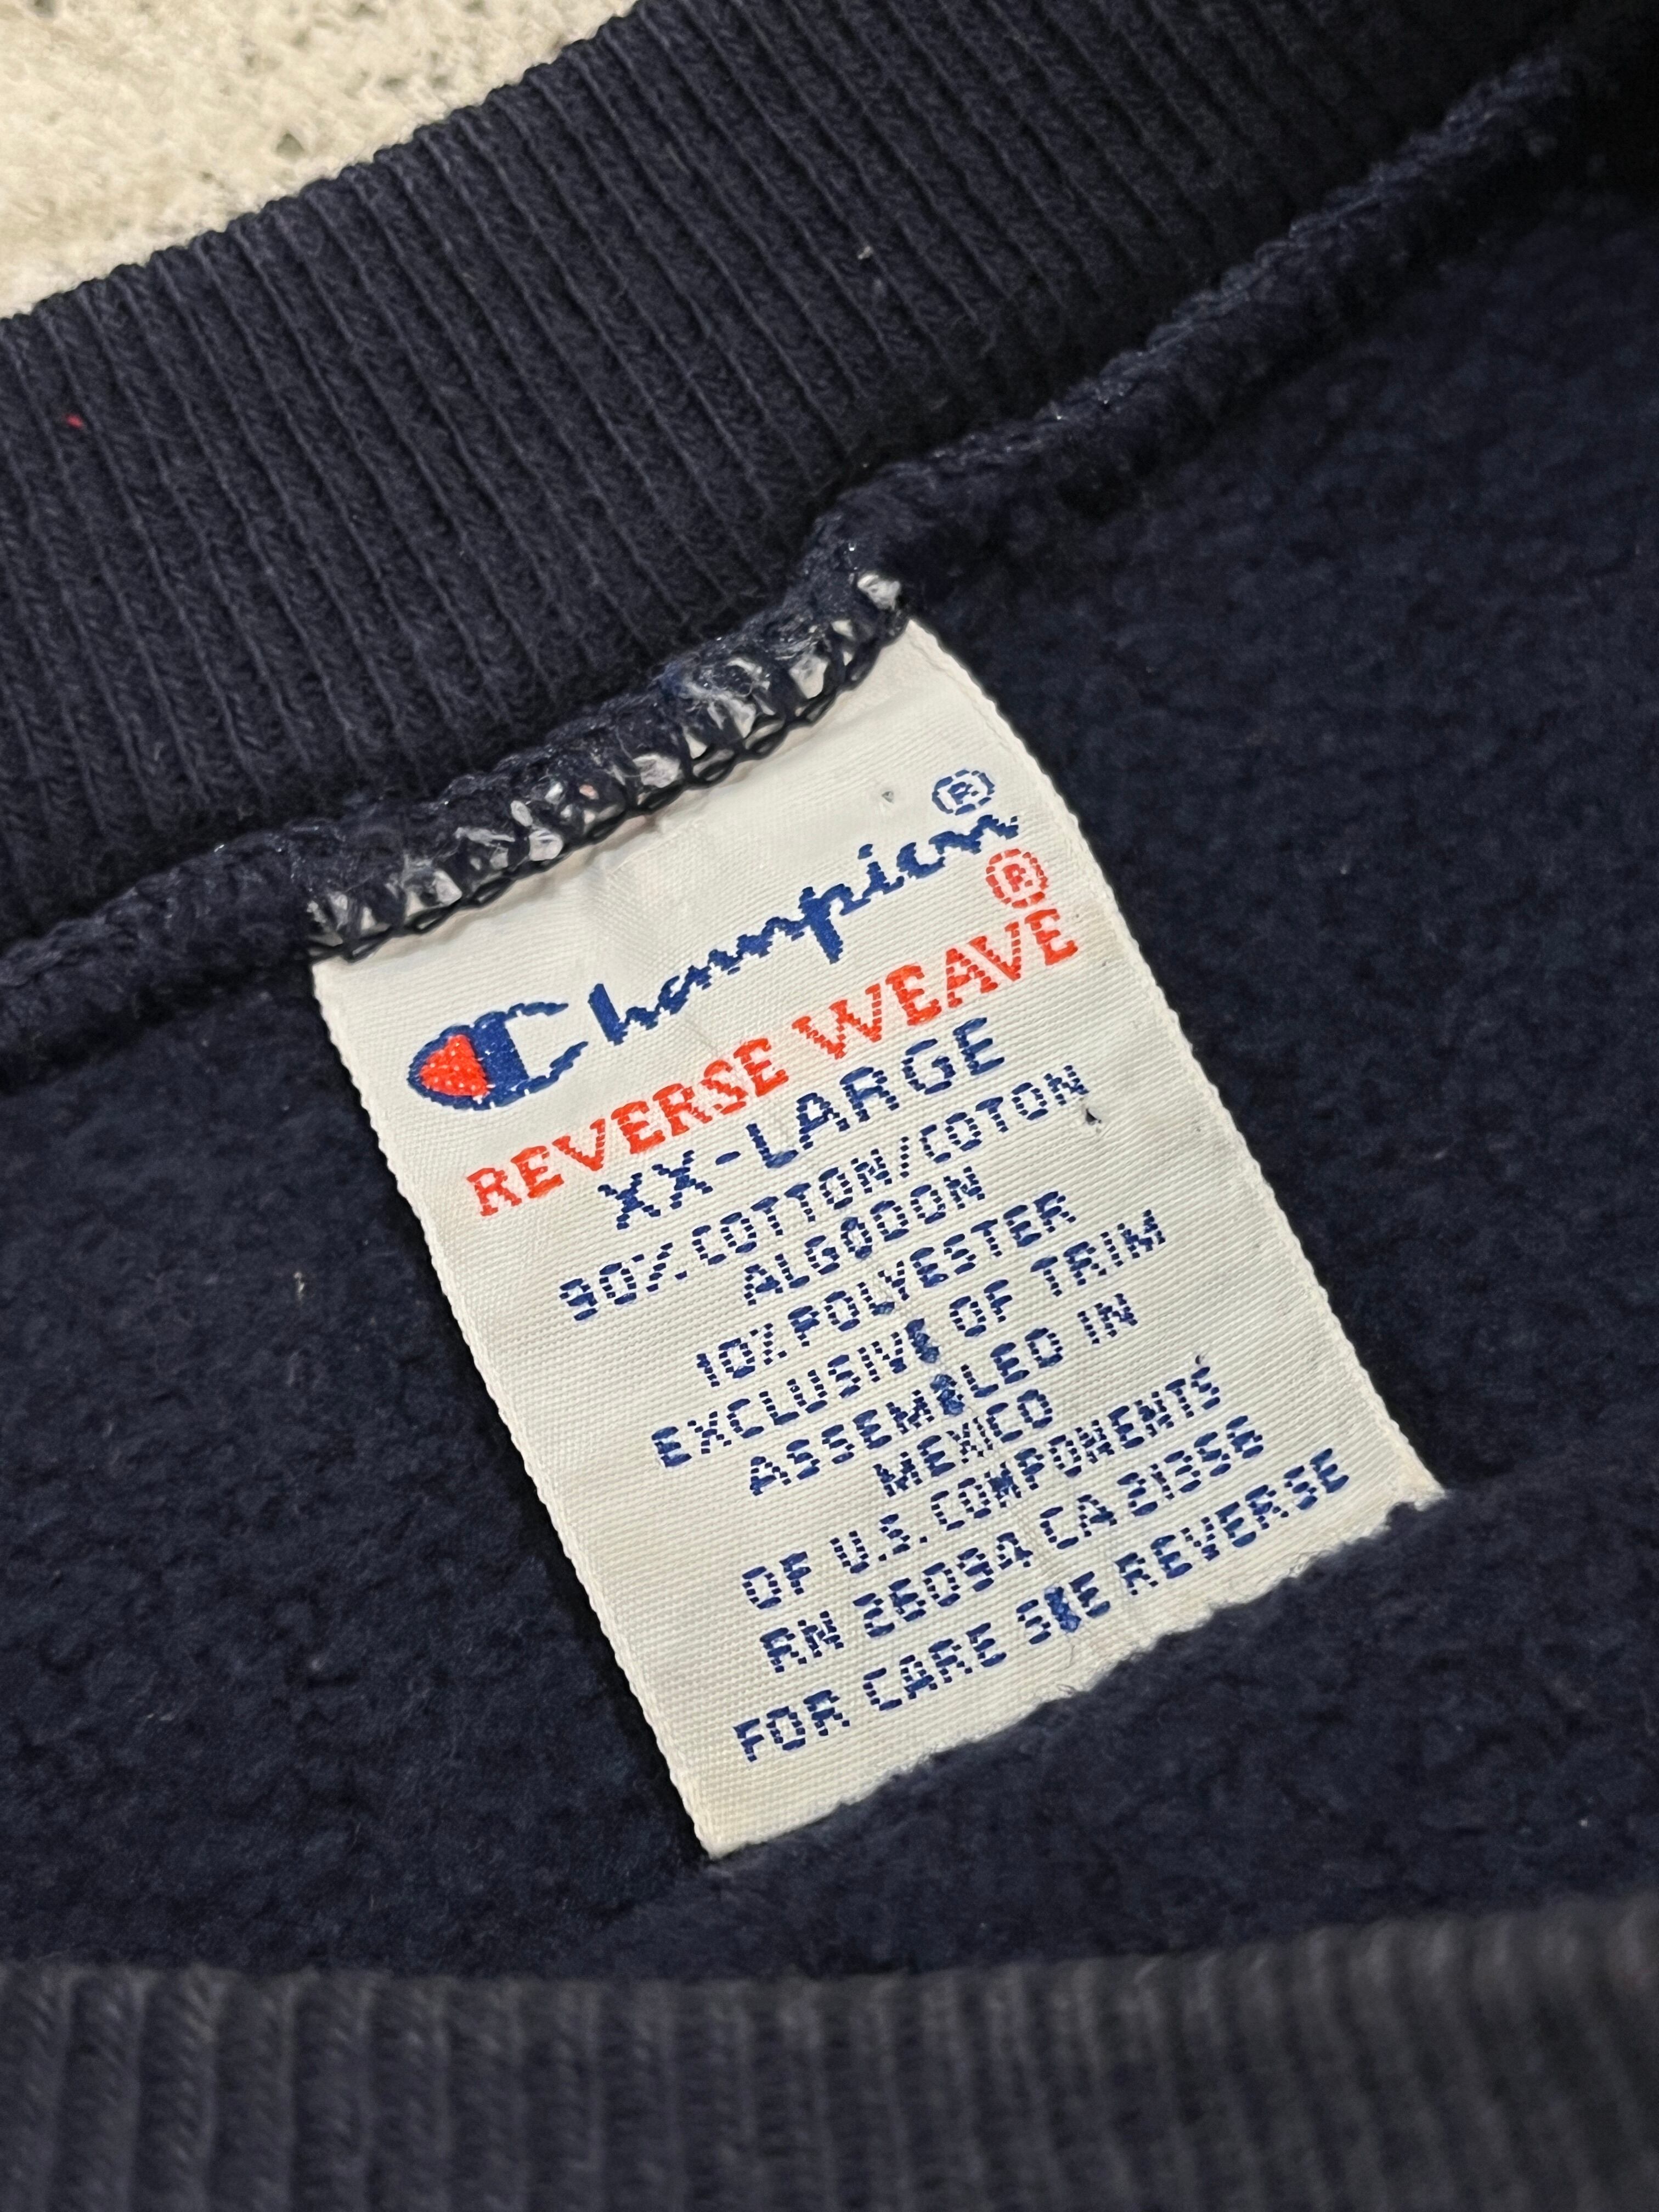 Champion®
REVERSE WEAVE®
XX-LARGE
90% COTTON/COTON
ALGODON
10% POLYESTER
EXCLUSIVE OF TRIM
ASSEMBLED IN
MEXICO
OF U.S. COMPONENTS
RN 26094 CA 21356
FOR CARE SEE REVERSE